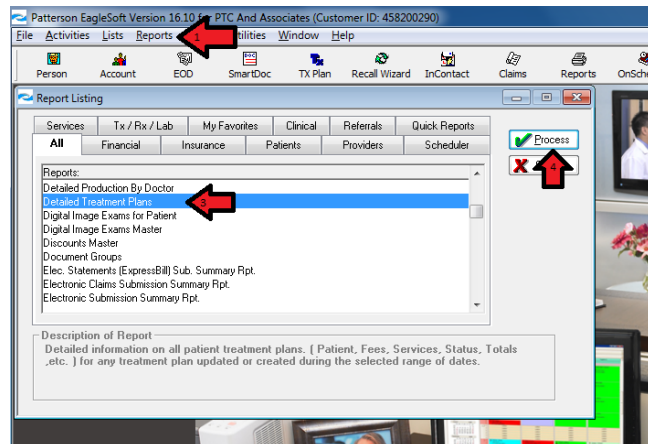 Patterson EagleSoft Version 16.10 for PTC And Associates (Customer ID: 458200290)
File Activities Lists Reports 1 Utilities Window Help
Person Account EOD SmartDoc TX Plan Recall Wizard InContact Claims Reports OnSche
Report Listing
Services Tx / Rx / Lab My Favorites Clinical Referrals Quick Reports
All Financial Insurance Patients Providers Scheduler
Process
4
Reports:
Detailed Production By Doctor
Detailed Treatment Plans 3
Digital Image Exams for Patient
Digital Image Exams Master
Discounts Master
Document Groups
Elec. Statements (ExpressBill) Sub. Summary Rpt.
Electronic Claims Submission Summary Rpt.
Electronic Submission Summary Rpt.
Description of Report
Detailed information on all patient treatment plans. ( Patient, Fees, Services, Status, Totals
,etc. ) for any treatment plan updated or created during the selected range of dates.